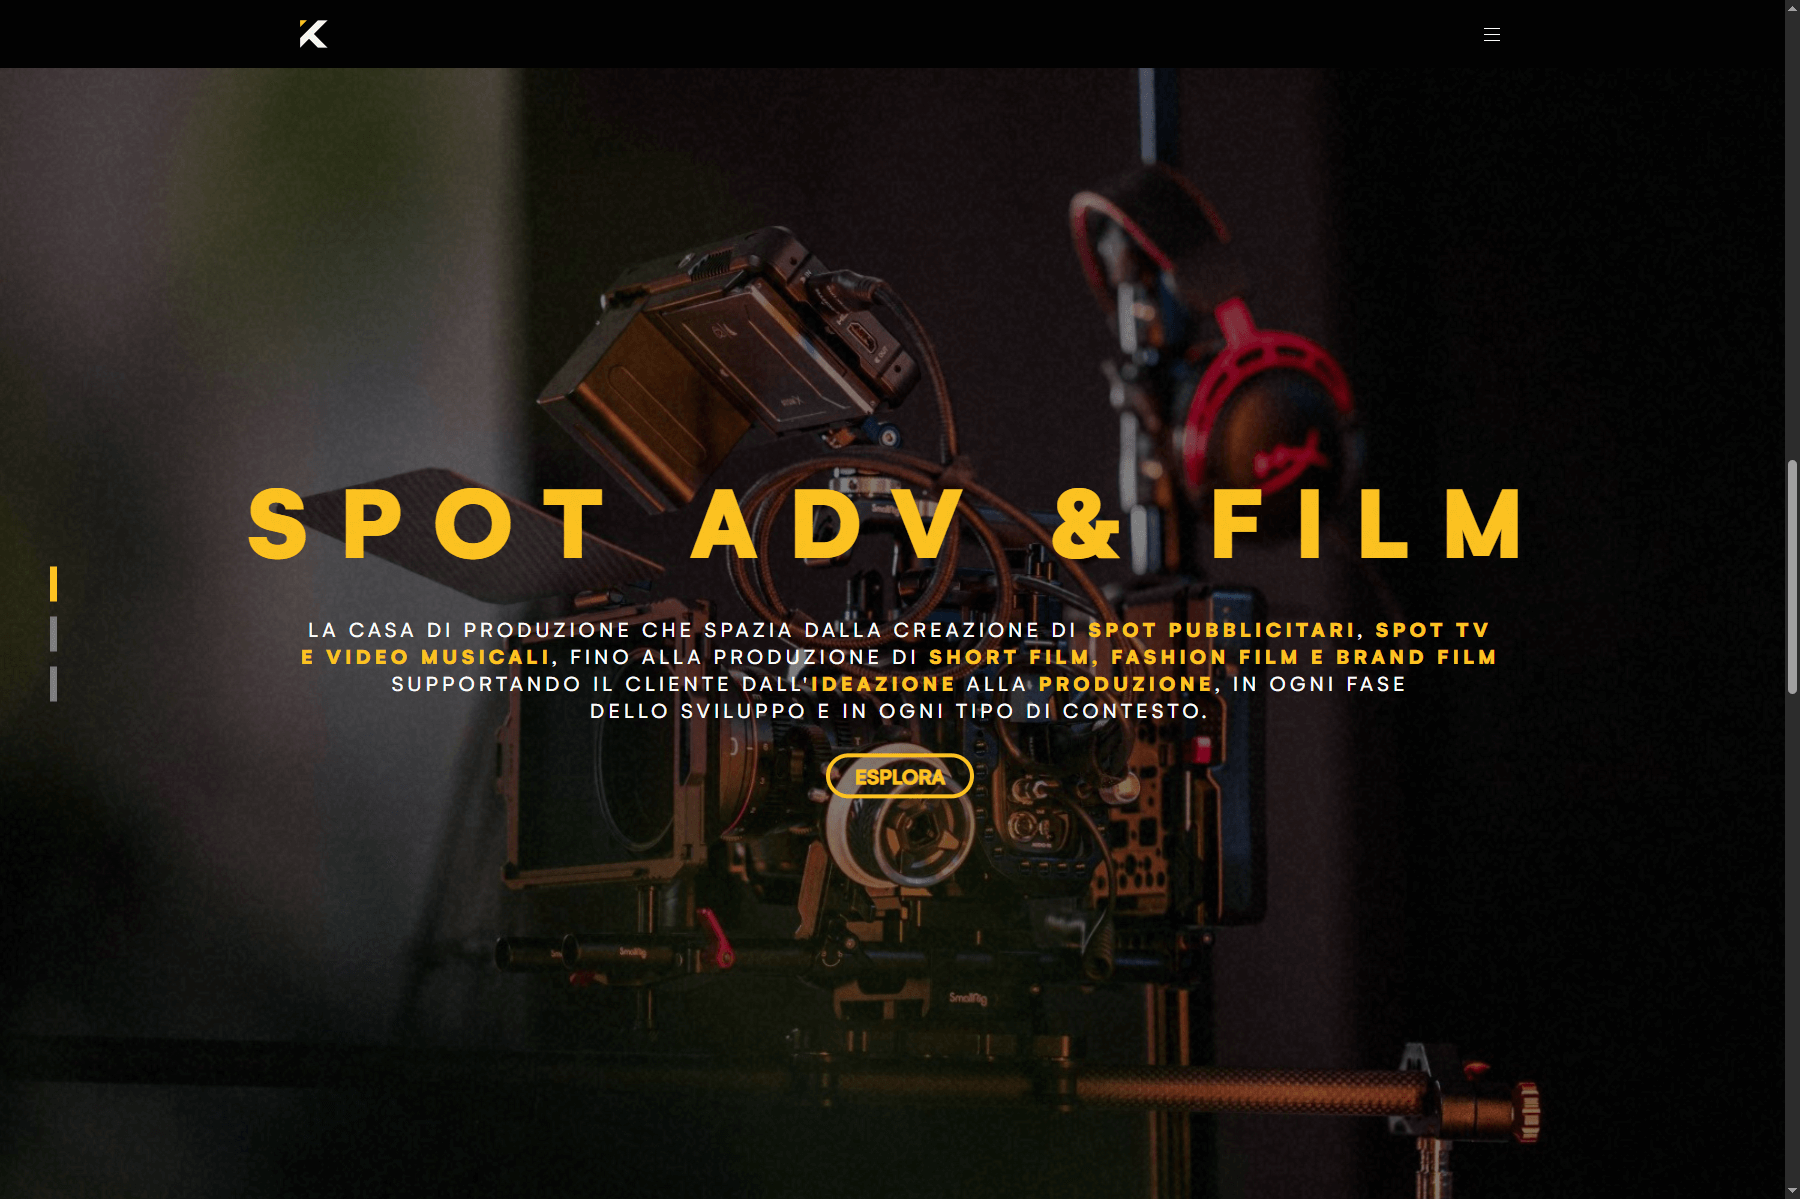 SPOT ADV & FILM
LA CASA DI PRODUZIONE CHE SPAZIA DALLA CREAZIONE DI SPOT PUBBLICITARI, SPOT TV
E VIDEO MUSICALI, FINO ALLA PRODUZIONE DI SHORT FILM, FASHION FILM E BRAND FILM
SUPPORTANDO IL CLIENTE DALL'IDEAZIONE ALLA PRODUZIONE, IN OGNI FASE
DELLO SVILUPPO E IN OGNI TIPO DI CONTESTO.
ESPLORA
SmallRig
SmallRig